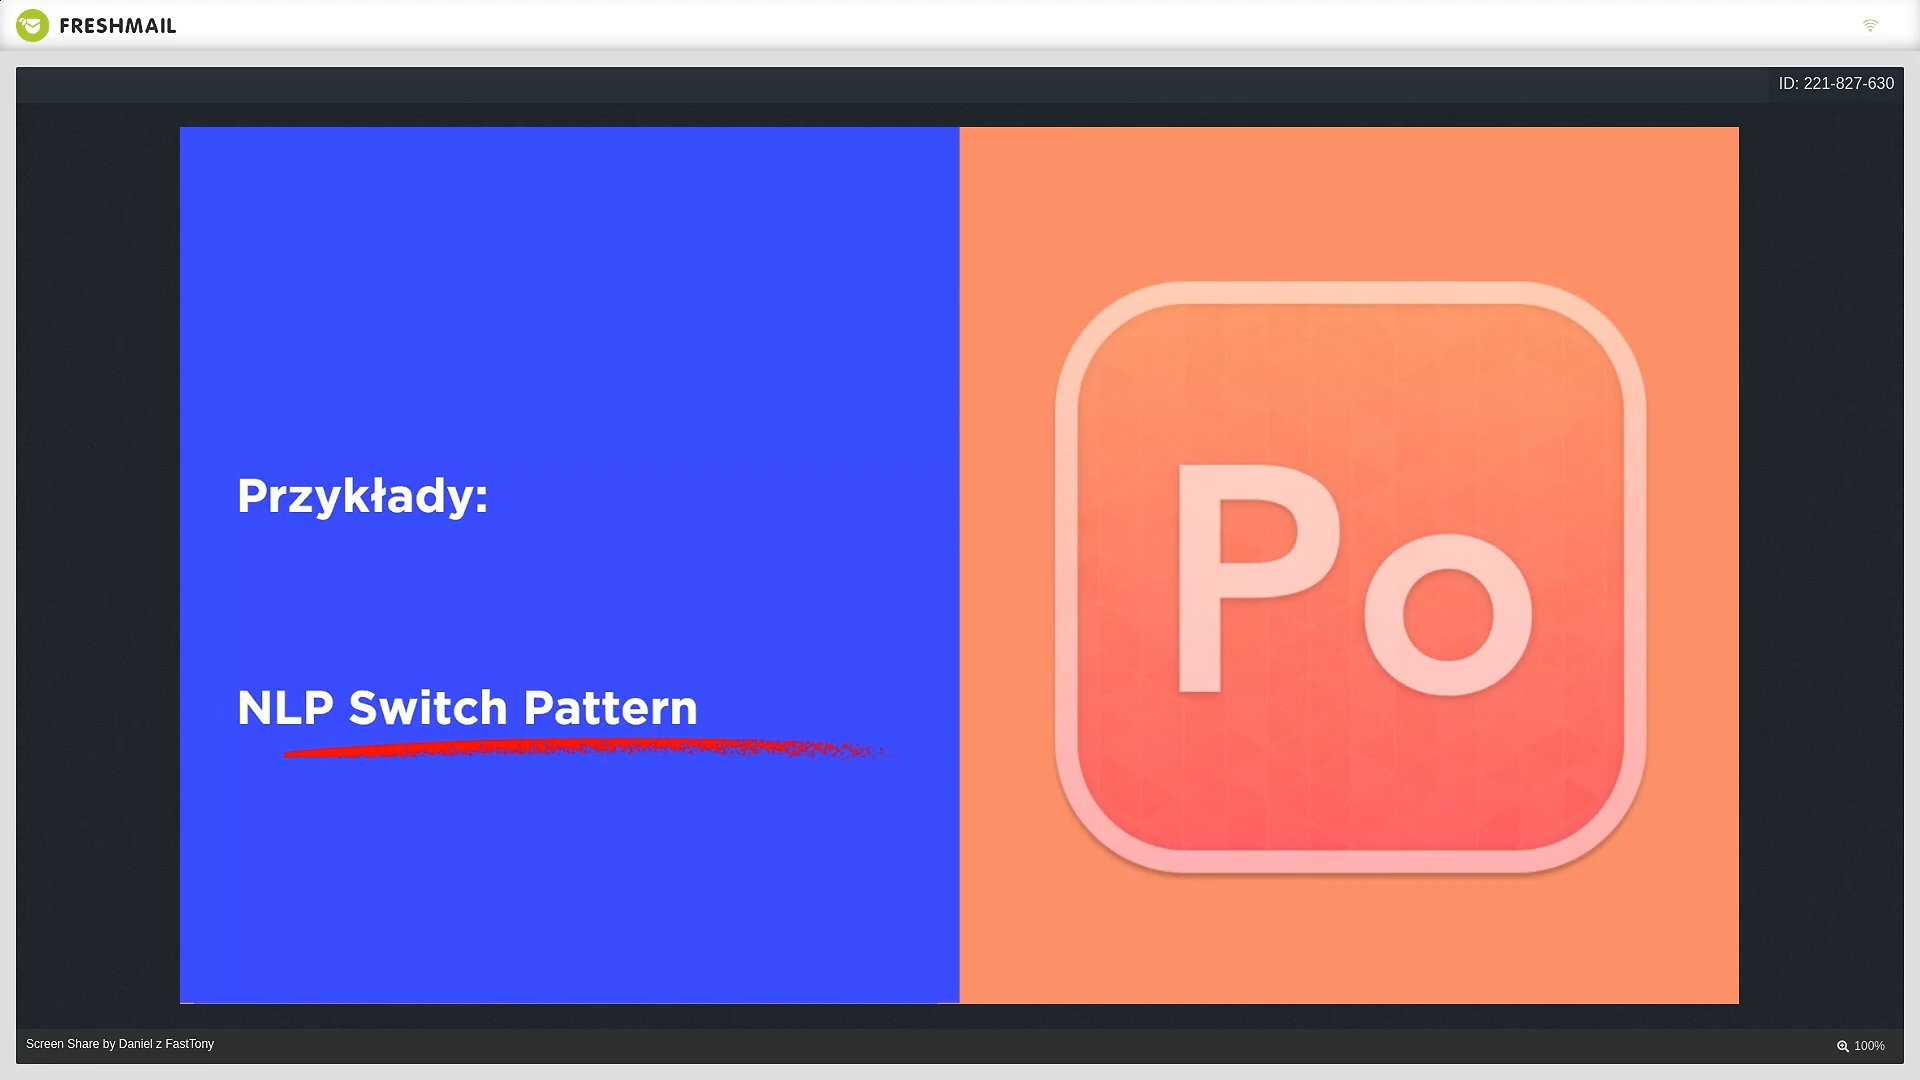 FRESHMAIL
ID: 221-827-630
Przykłady:
NLP Switch Pattern
Po
Screen Share by Daniel z FastTony
100%